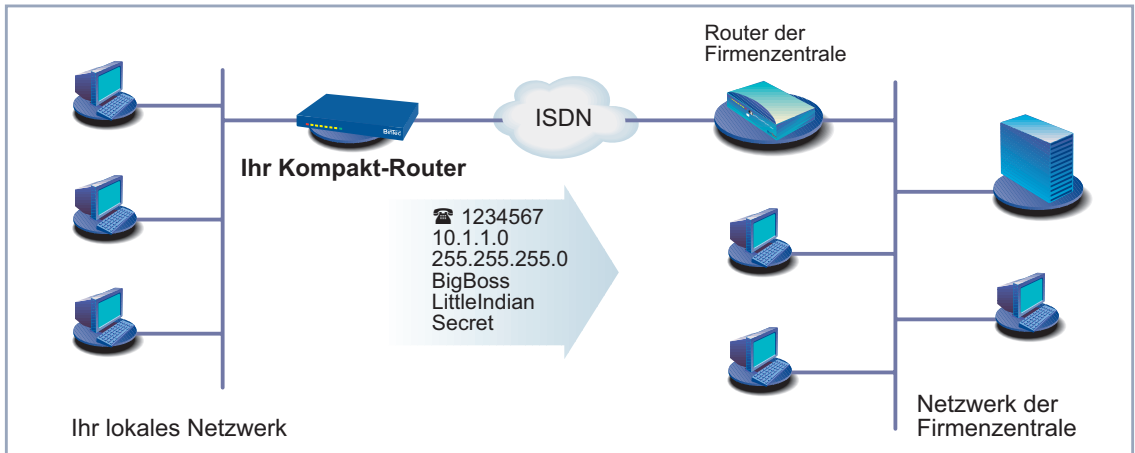 Router der
Firmenzentrale
BinTec
ISDN
Ihr Kompakt-Router
☎ 1234567
10.1.1.0
255.255.255.0
BigBoss
LittleIndian
Secret
Ihr lokales Netzwerk
Netzwerk der
Firmenzentrale